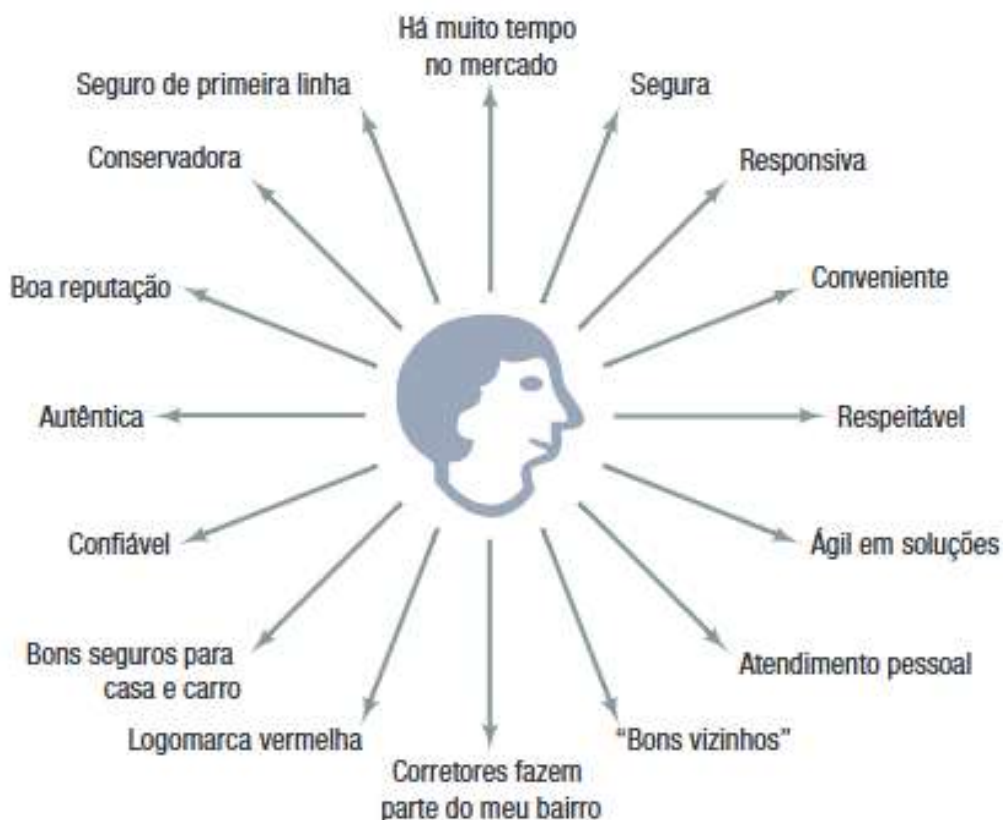 Há muito tempo
no mercado
Seguro de primeira linha
Segura
Conservadora
Responsiva
Boa reputação
Conveniente
Autêntica
Respeitável
Confiável
Ágil em soluções
Bons seguros para
casa e carro
Atendimento pessoal
Logomarca vermelha
"Bons vizinhos"
Corretores fazem
parte do meu bairro